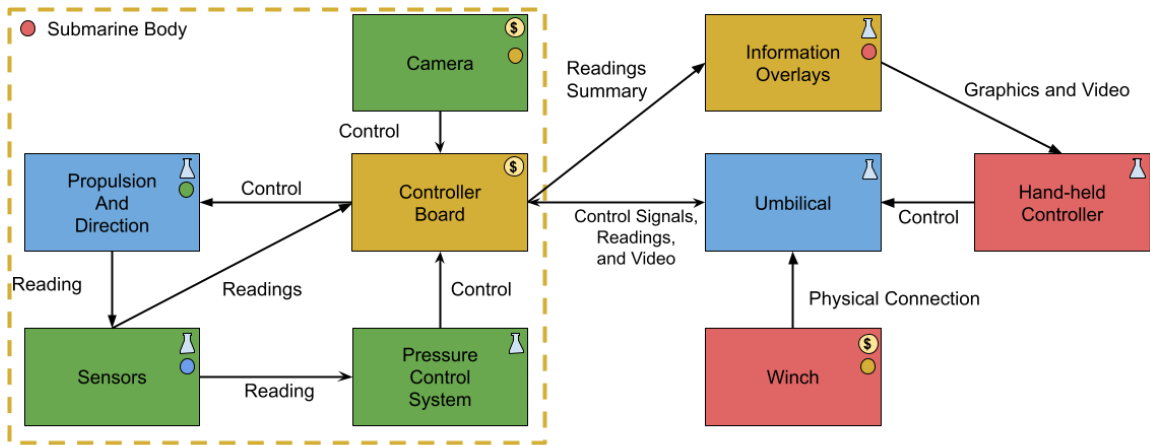 Submarine Body
$
Camera
Control
Readings
Summary
Information
Overlays
Graphics and Video
Propulsion
And
Direction
Control
$
Controller
Board
Control Signals,
Readings,
and Video
Umbilical
Control
Hand-held
Controller
Reading
Readings
Control
Physical Connection
Sensors
Reading
Pressure
Control
System
$
Winch